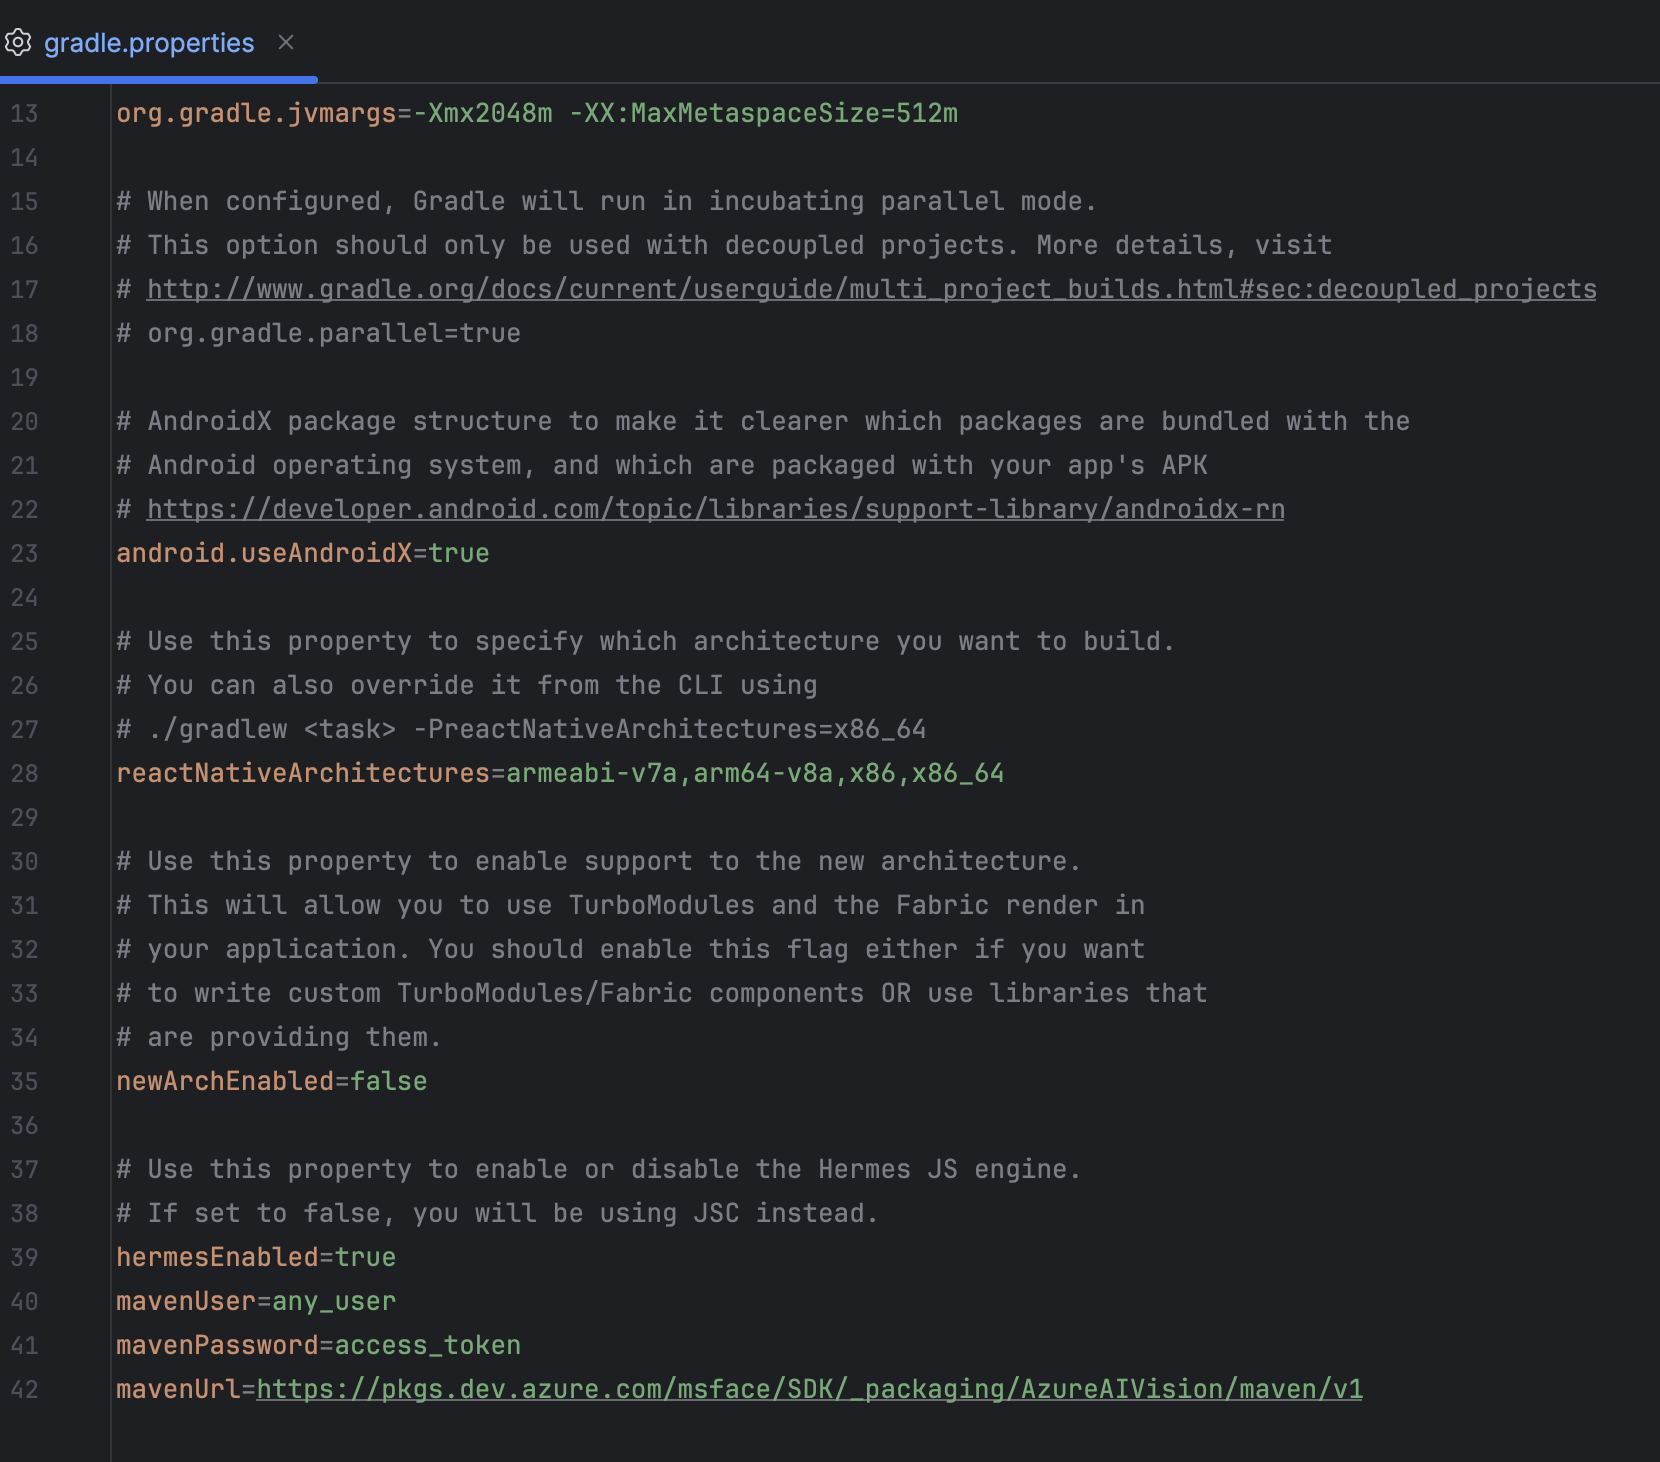 gradle.properties
13 org.gradle.jvmargs=-Xmx2048m -XX:MaxMetaspaceSize=512m
14
15 # When configured, Gradle will run in incubating parallel mode.
16 # This option should only be used with decoupled projects. More details, visit
17 # http://www.gradle.org/docs/current/userguide/multi_project_builds.html#sec:decoupled_projects
18 # org.gradle.parallel=true
19
20 # AndroidX package structure to make it clearer which packages are bundled with the
21 # Android operating system, and which are packaged with your app's APK
22 # https://developer.android.com/topic/libraries/support-library/androidx-rn
23 android.useAndroidX=true
24
25 # Use this property to specify which architecture you want to build.
26 # You can also override it from the CLI using
27 # ./gradlew <task> -PreactNativeArchitectures=x86_64
28 reactNativeArchitectures=armeabi-v7a,arm64-v8a,x86,x86_64
29
30 # Use this property to enable support to the new architecture.
31 # This will allow you to use TurboModules and the Fabric render in
32 # your application. You should enable this flag either if you want
33 # to write custom TurboModules/Fabric components OR use libraries that
34 # are providing them.
35 newArchEnabled=false
36
37 # Use this property to enable or disable the Hermes JS engine.
38 # If set to false, you will be using JSC instead.
39 hermesEnabled=true
40 mavenUser=any_user
41 mavenPassword=access_token
42 mavenUrl=https://pkgs.dev.azure.com/msface/SDK/_packaging/AzureAIVision/maven/v1